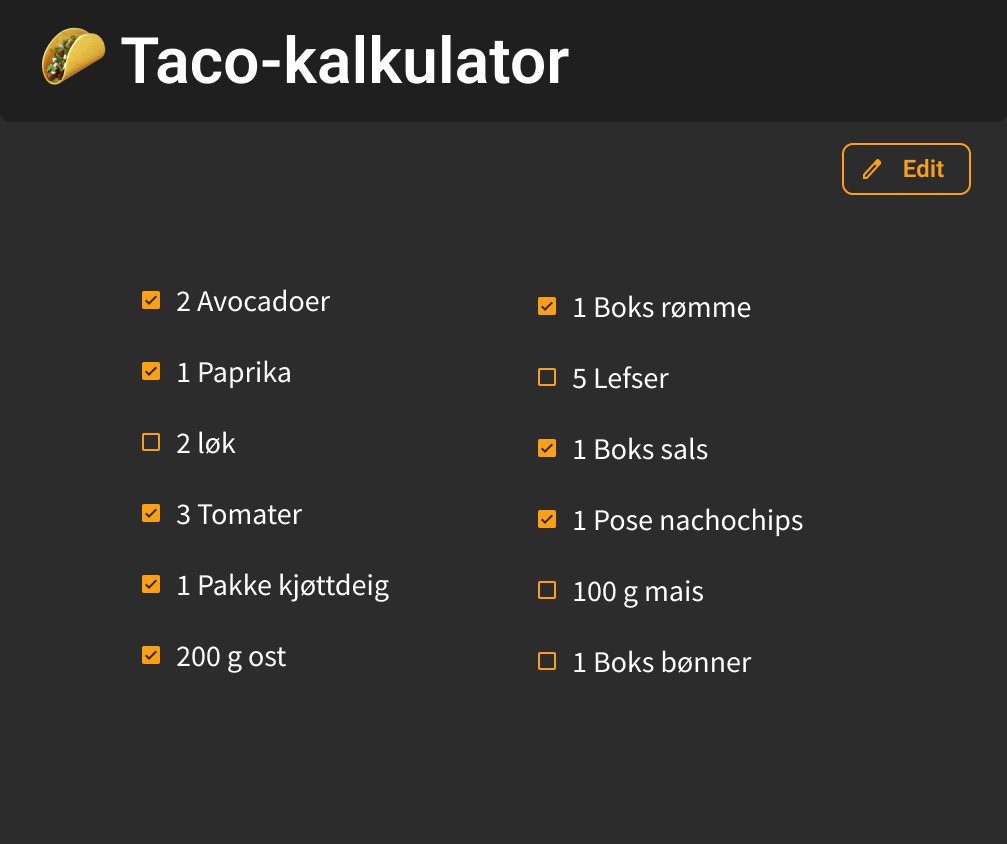 Taco-kalkulator
Edit
2 Avocadoer
1 Paprika
2 løk
3 Tomater
1 Pakke kjøttdeig
200 g ost
1 Boks rømme
5 Lefser
1 Boks sals
1 Pose nachochips
100 g mais
1 Boks bønner